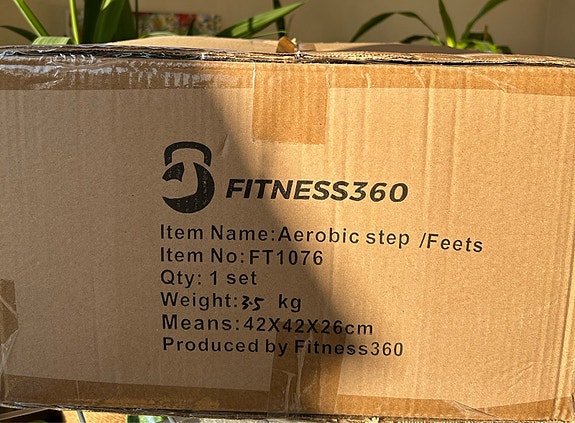 FITNESS360
Item Name:Aerobic step /Feets
Item No:FT1076
Qty: 1 set
Weight:3.5 kg
Means:42X42X26cm
Produced by Fitness360